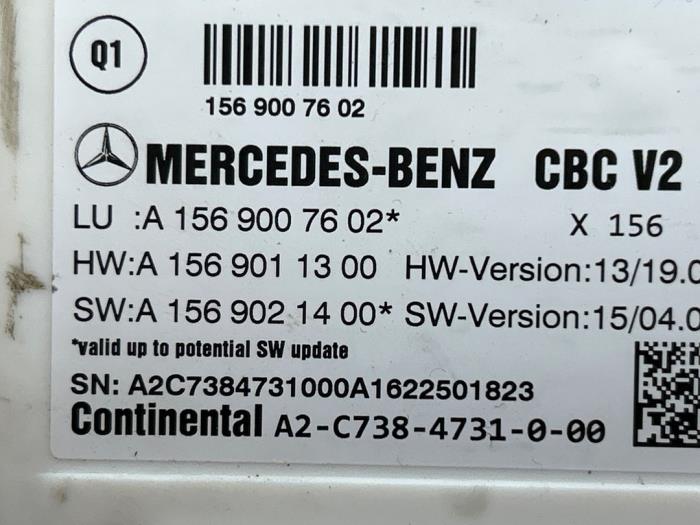 Q1
156 900 76 02
MERCEDES-BENZ CBC V2
LU :A 156 900 76 02* X 156
HW:A 156 901 13 00 HW-Version:13/19.0
SW:A 156 902 14 00* SW-Version:15/04.0
*valid up to potential SW update
SN: A2C7384731000A1622501823
Continental A2-C738-4731-0-00